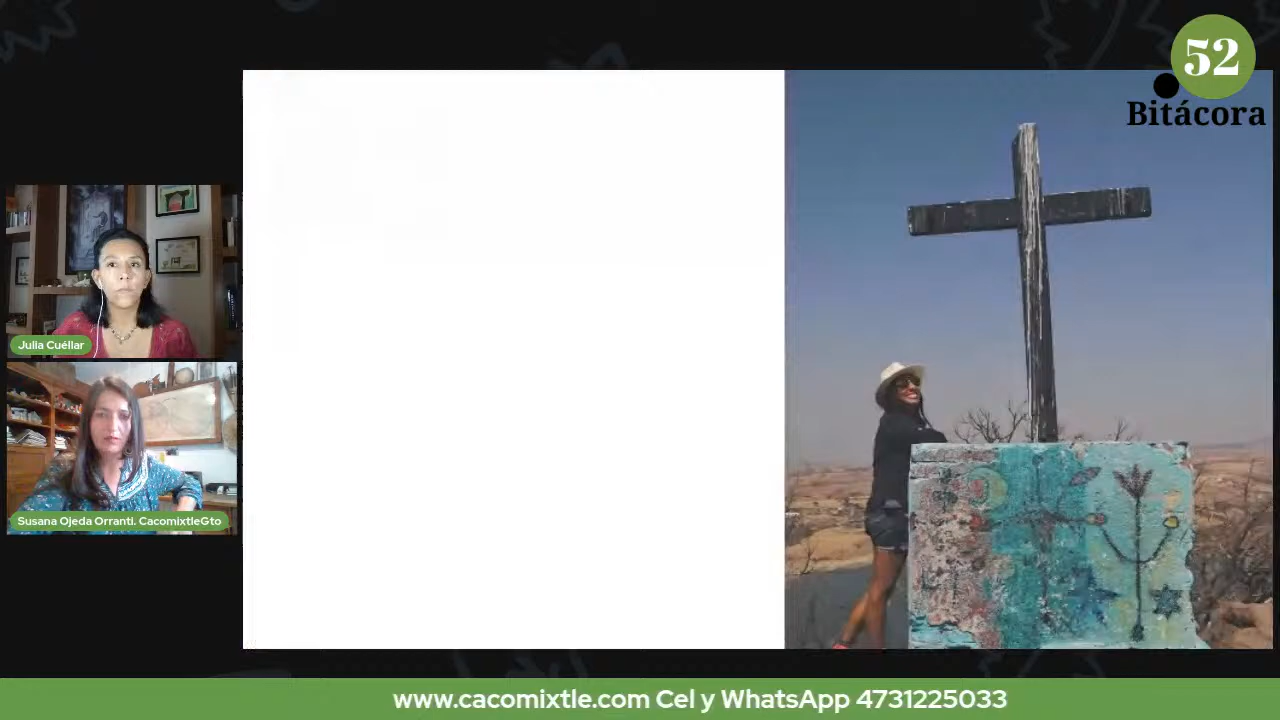 52
Bitácora
Julia Cuéllar
Susana Ojeda Orranti. CacomixtleGto
www.cacomixtle.com Cel y WhatsApp 4731225033